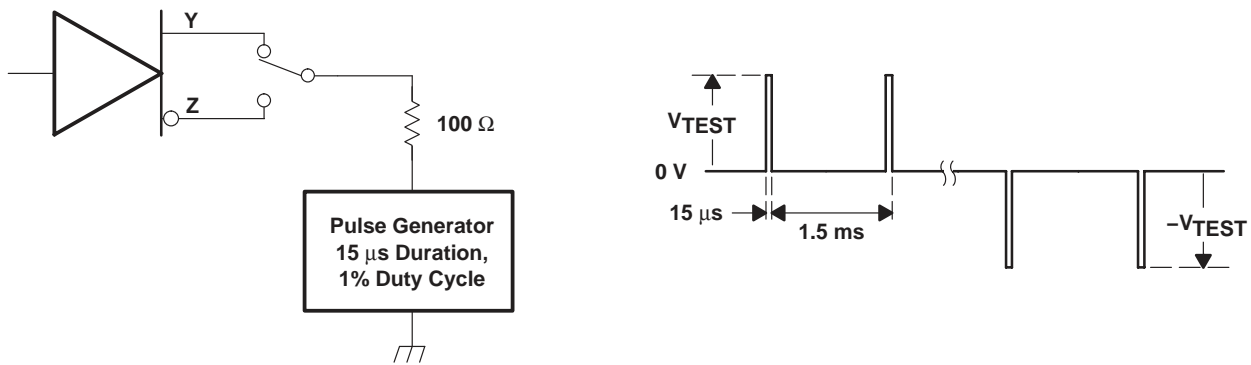 Y
Z
100 Ω
Pulse Generator
15 μs Duration,
1% Duty Cycle
VTEST
0 V
15 μs
1.5 ms
–VTEST